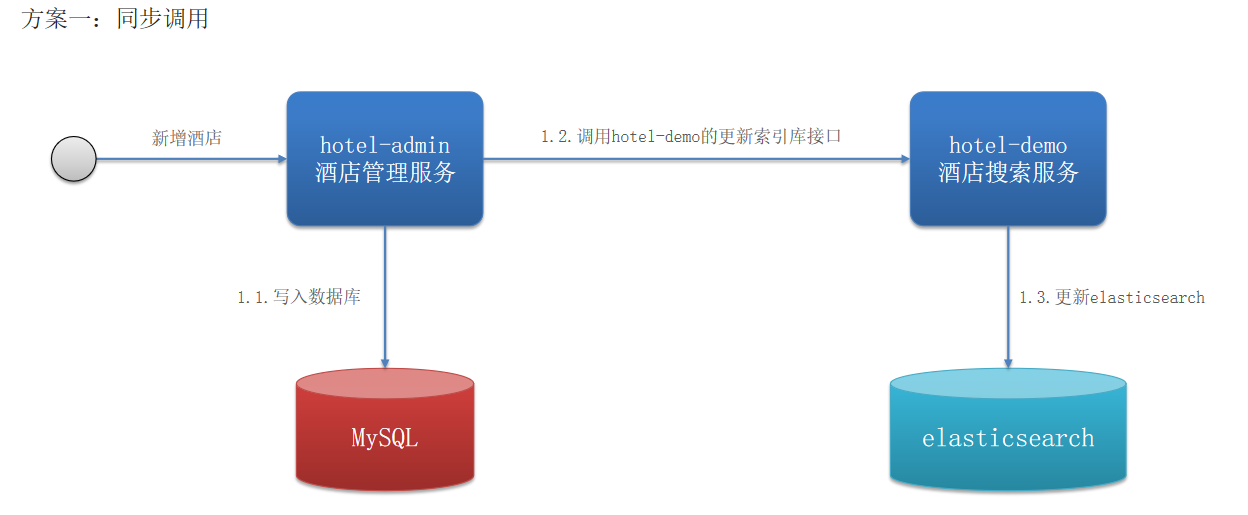 方案一：同步调用
新增酒店
hotel-admin
酒店管理服务
1.2.调用hotel-demo的更新索引库接口
hotel-demo
酒店搜索服务
1.1.写入数据库
1.3.更新elasticsearch
MySQL
elasticsearch